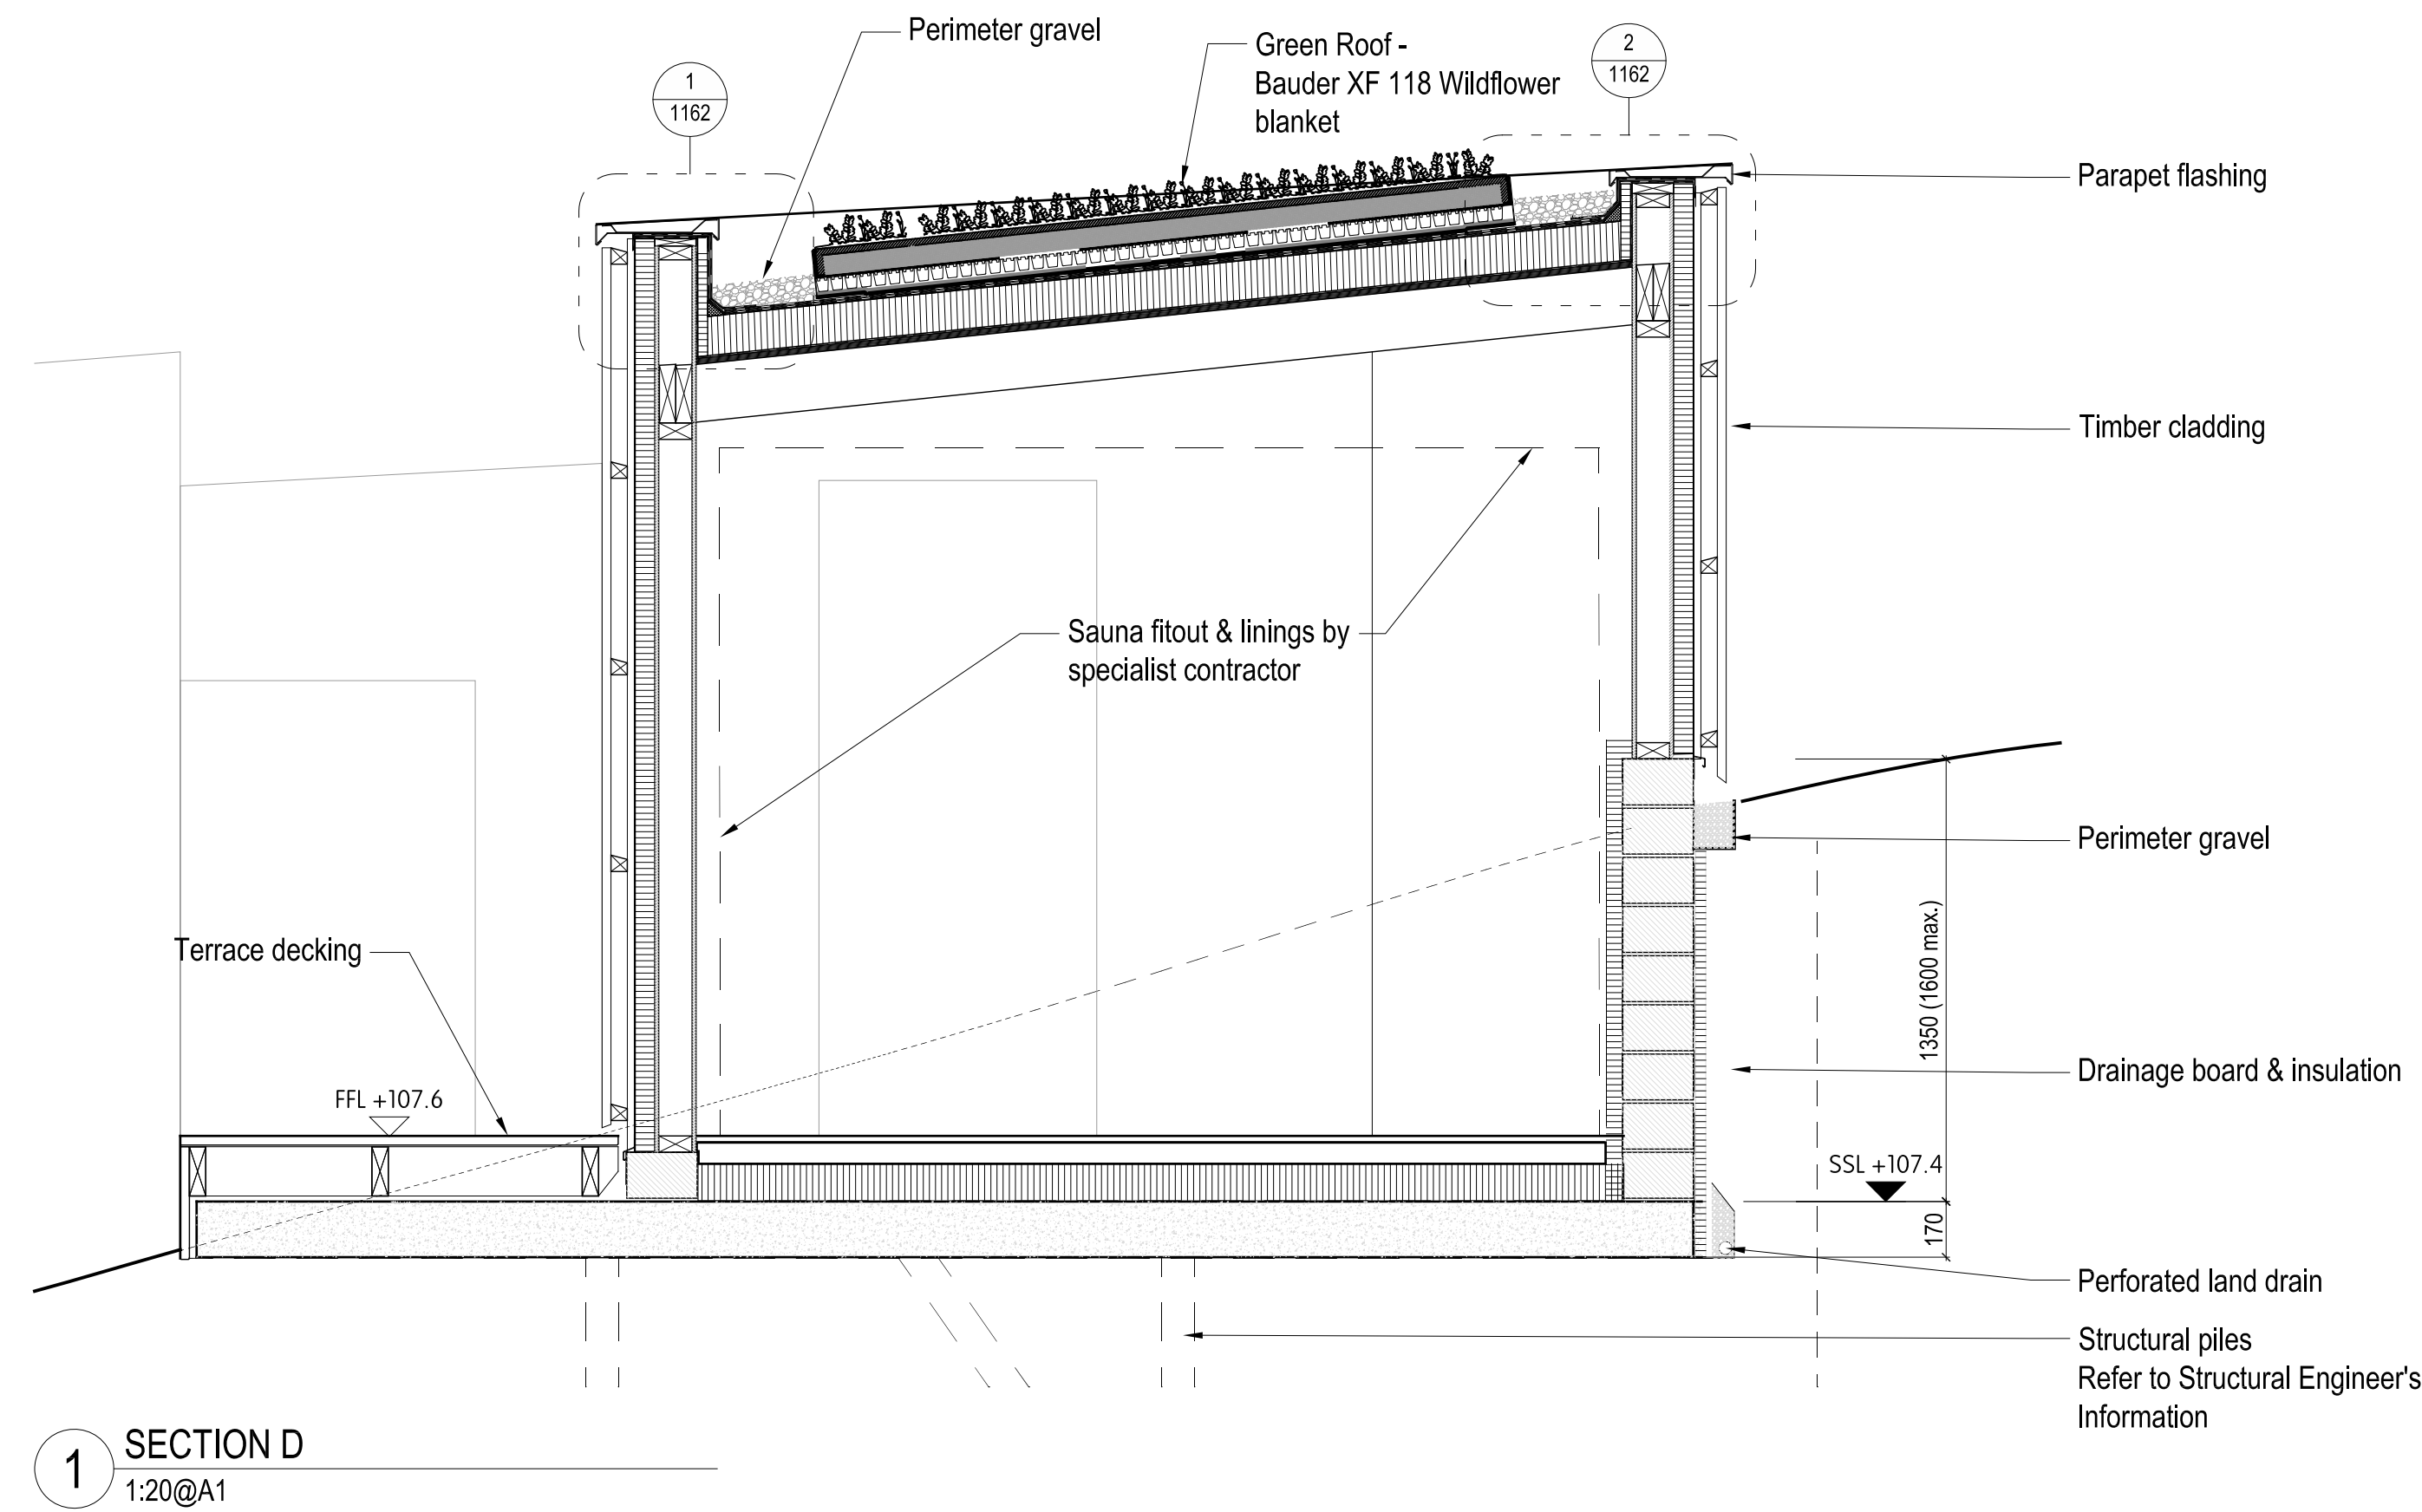 Perimeter gravel
Green Roof -
Bauder XF 118 Wildflower
blanket
1
1162
2
1162
Parapet flashing
Timber cladding
Sauna fitout & linings by
specialist contractor
Perimeter gravel
Terrace decking
FFL +107.6
1350 (1600 max.)
Drainage board & insulation
SSL +107.4
170
Perforated land drain
Structural piles
Refer to Structural Engineer's
Information
1
SECTION D
1:20@A1